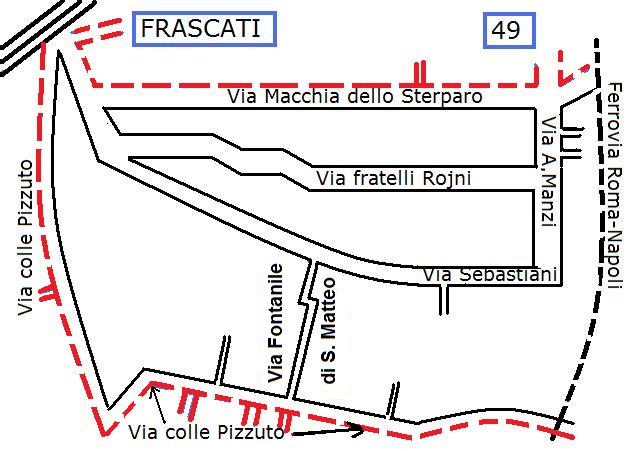 FRASCATI
49
Via Macchia dello Sterparo
Ferrovia Roma-Napoli
Via A,Manzi
Via fratelli Rojni
Via colle Pizzuto
Via Sebastiani
Via Fontanile
di S. Matteo
Via colle Pizzuto